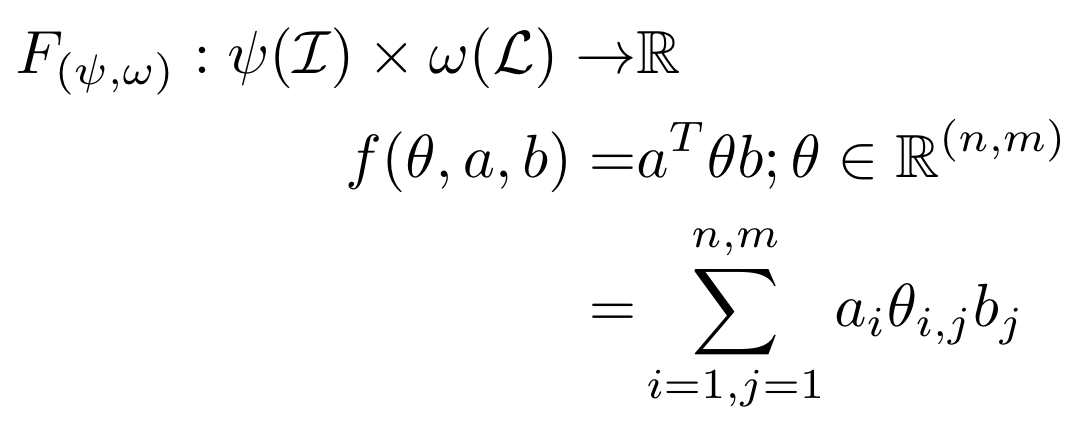 F_{(\psi,\omega)} : \psi(\mathcal{I}) \times \omega(\mathcal{L}) \rightarrow \mathbb{R}
f(\theta, a, b) = a^T \theta b; \theta \in \mathbb{R}^{(n,m)}
= \sum_{i=1,j=1}^{n,m} a_i \theta_{i,j} b_j